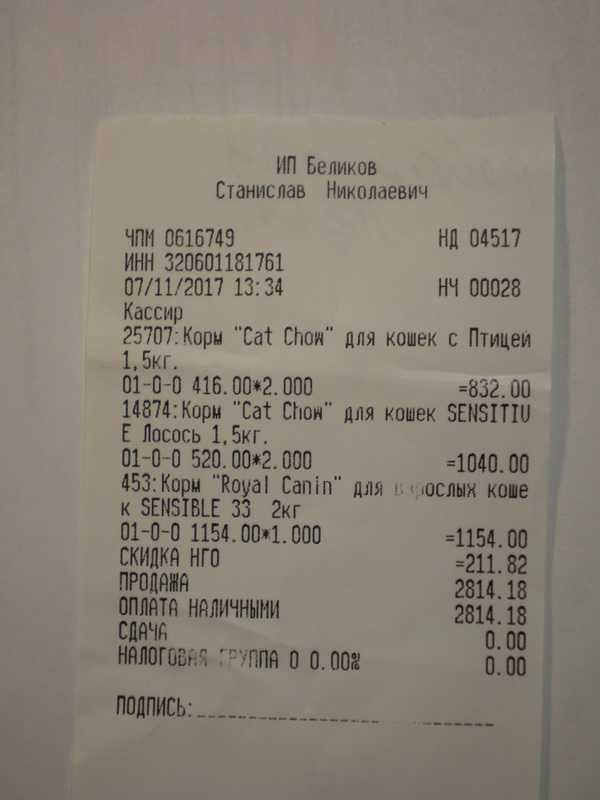 ИП Беликов
Станислав Николаевич
ЧПМ 0616749 НД 04517
ИНН 320601181761
07/11/2017 13:34 НЧ 00028
Кассир
25707:Корм "Cat Chow" для кошек с Птицей
1,5кг.
01-0-0 416.00*2.000 =832.00
14874:Корм "Cat Chow" для кошек SENSITIV
E Лосось 1,5кг.
01-0-0 520.00*2.000 =1040.00
453:Корм "Royal Canin" для взрослых коше
к SENSIBLE 33 2кг
01-0-0 1154.00*1.000 =1154.00
СКИДКА НГО =211.82
ПРОДАЖА 2814.18
ОПЛАТА НАЛИЧНЫМИ 2814.18
СДАЧА 0.00
НАЛОГОВАЯ ГРУППА 0 0.00% 0.00
ПОДПИСЬ: